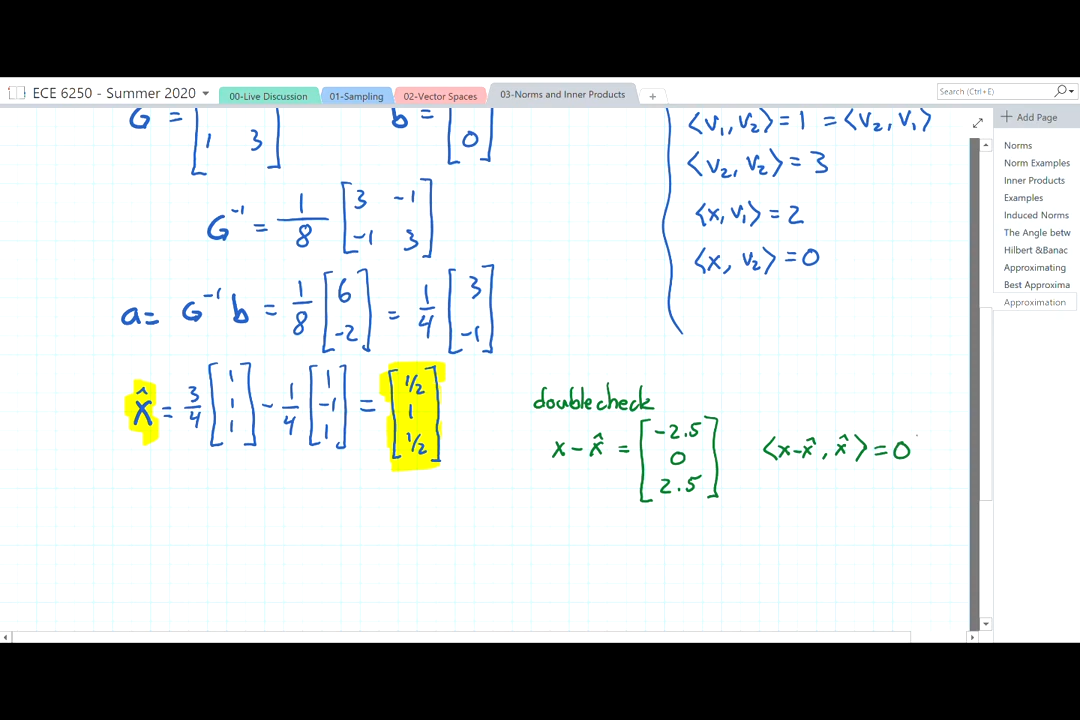 ECE 6250 - Summer 2020
00-Live Discussion
01-Sampling
02-Vector Spaces
03-Norms and Inner Products
Search (Ctrl+E)
Add Page
Norms
Norm Examples
Inner Products
Examples
Induced Norms
The Angle betw
Hilbert &Banac
Approximating
Best Approxima
Approximation
G = [ 1 3 ]
b = [ 0 ]
G⁻¹ = 1/8 [ 3 -1 ; -1 3 ]
a = G⁻¹ b = 1/8 [ 6 ; -2 ] = 1/4 [ 3 ; -1 ]
x̂ = 3/4 [ 1 ; 1 ; 1 ] - 1/4 [ 1 ; -1 ; 1 ] = [ 1/2 ; 1 ; 1/2 ]
⟨v₁, v₂⟩ = 1 = ⟨v₂, v₁⟩
⟨v₂, v₂⟩ = 3
⟨x, v₁⟩ = 2
⟨x, v₂⟩ = 0
double check
x - x̂ = [ -2.5 ; 0 ; 2.5 ] ⟨x-x̂, x̂⟩ = 0